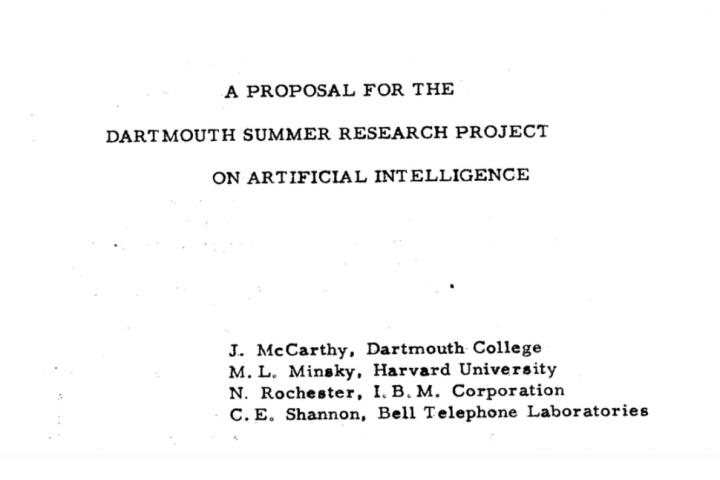 A PROPOSAL FOR THE
DARTMOUTH SUMMER RESEARCH PROJECT
ON ARTIFICIAL INTELLIGENCE
J. McCarthy, Dartmouth College
M. L. Minsky, Harvard University
N. Rochester, I.B.M. Corporation
C. E. Shannon, Bell Telephone Laboratories